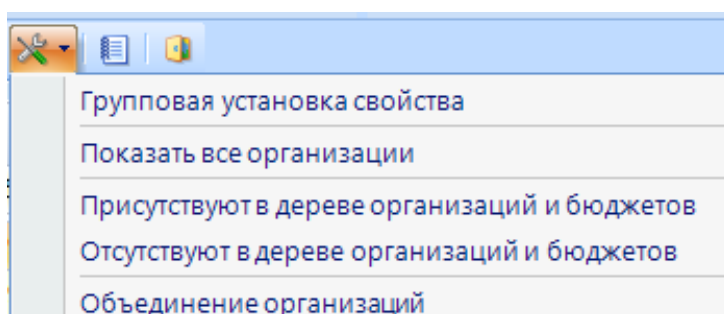 Групповая установка свойства
Показать все организации
Присутствуют в дереве организаций и бюджетов
Отсутствуют в дереве организаций и бюджетов
Объединение организаций